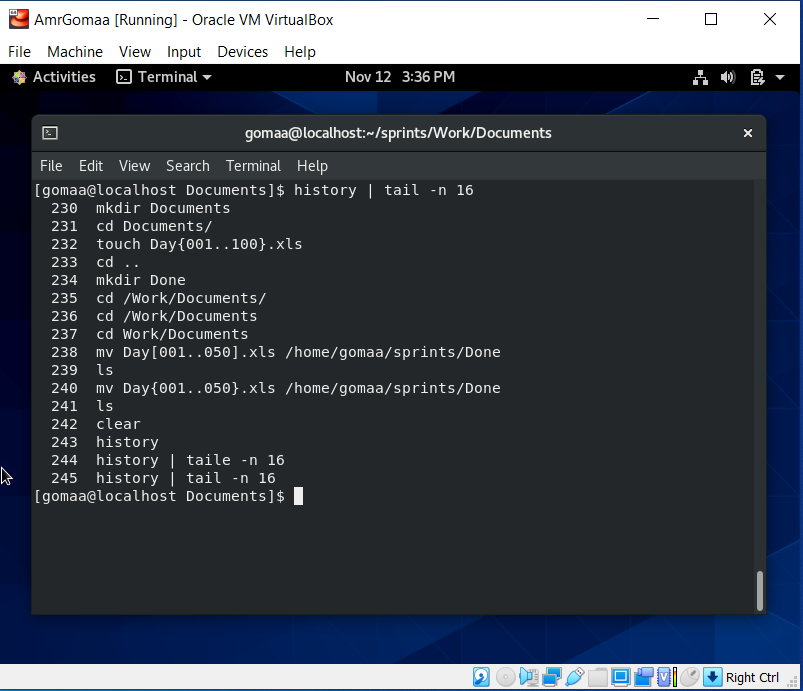 AmrGomaa [Running] - Oracle VM VirtualBox
File Machine View Input Devices Help
Activities Terminal Nov 12 3:36 PM
gomaa@localhost:~/sprints/Work/Documents
File Edit View Search Terminal Help
[gomaa@localhost Documents]$ history | tail -n 16
230 mkdir Documents
231 cd Documents/
232 touch Day{001..100}.xls
233 cd ..
234 mkdir Done
235 cd /Work/Documents/
236 cd /Work/Documents
237 cd Work/Documents
238 mv Day[001..050].xls /home/gomaa/sprints/Done
239 ls
240 mv Day{001..050}.xls /home/gomaa/sprints/Done
241 ls
242 clear
243 history
244 history | taile -n 16
245 history | tail -n 16
[gomaa@localhost Documents]$
Right Ctrl